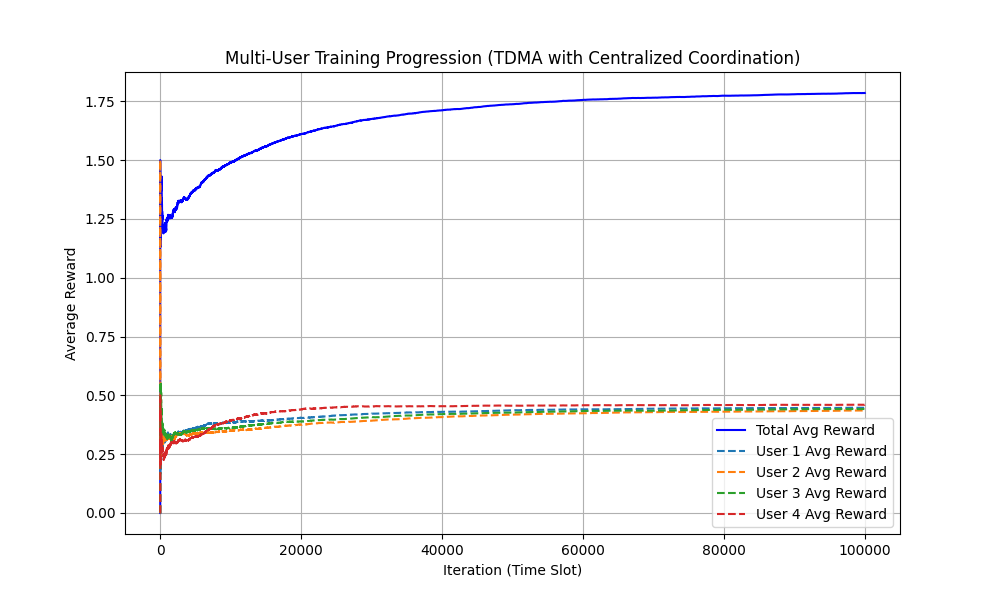 Multi-User Training Progression (TDMA with Centralized Coordination)
Average Reward
1.75
1.50
1.25
1.00
0.75
0.50
0.25
0.00
Total Avg Reward
User 1 Avg Reward
User 2 Avg Reward
User 3 Avg Reward
User 4 Avg Reward
0 20000 40000 60000 80000 100000
Iteration (Time Slot)